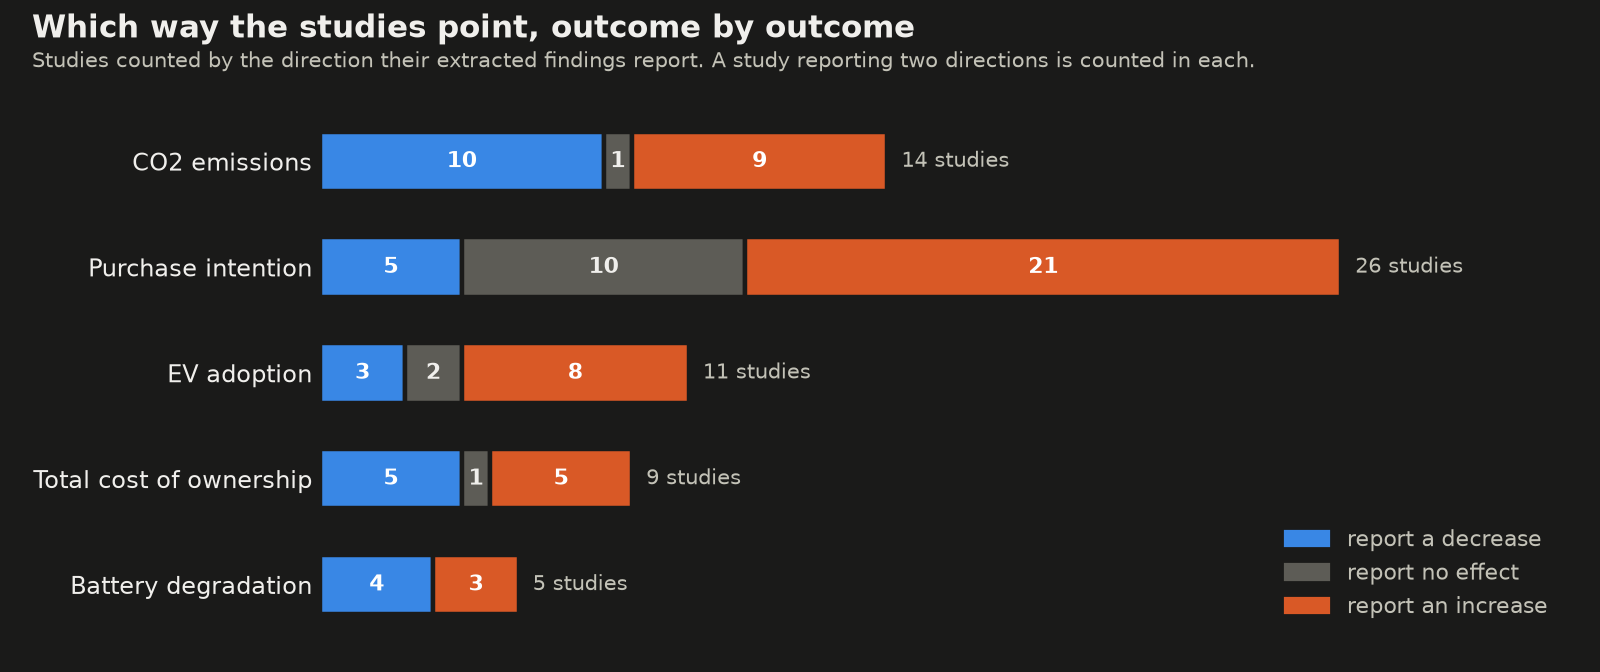 Which way the studies point, outcome by outcome
Studies counted by the direction their extracted findings report. A study reporting two directions is counted in each.
CO2 emissions 10 1 9 14 studies
Purchase intention 5 10 21 26 studies
EV adoption 3 2 8 11 studies
Total cost of ownership 5 1 5 9 studies
Battery degradation 4 3 5 studies
report a decrease
report no effect
report an increase